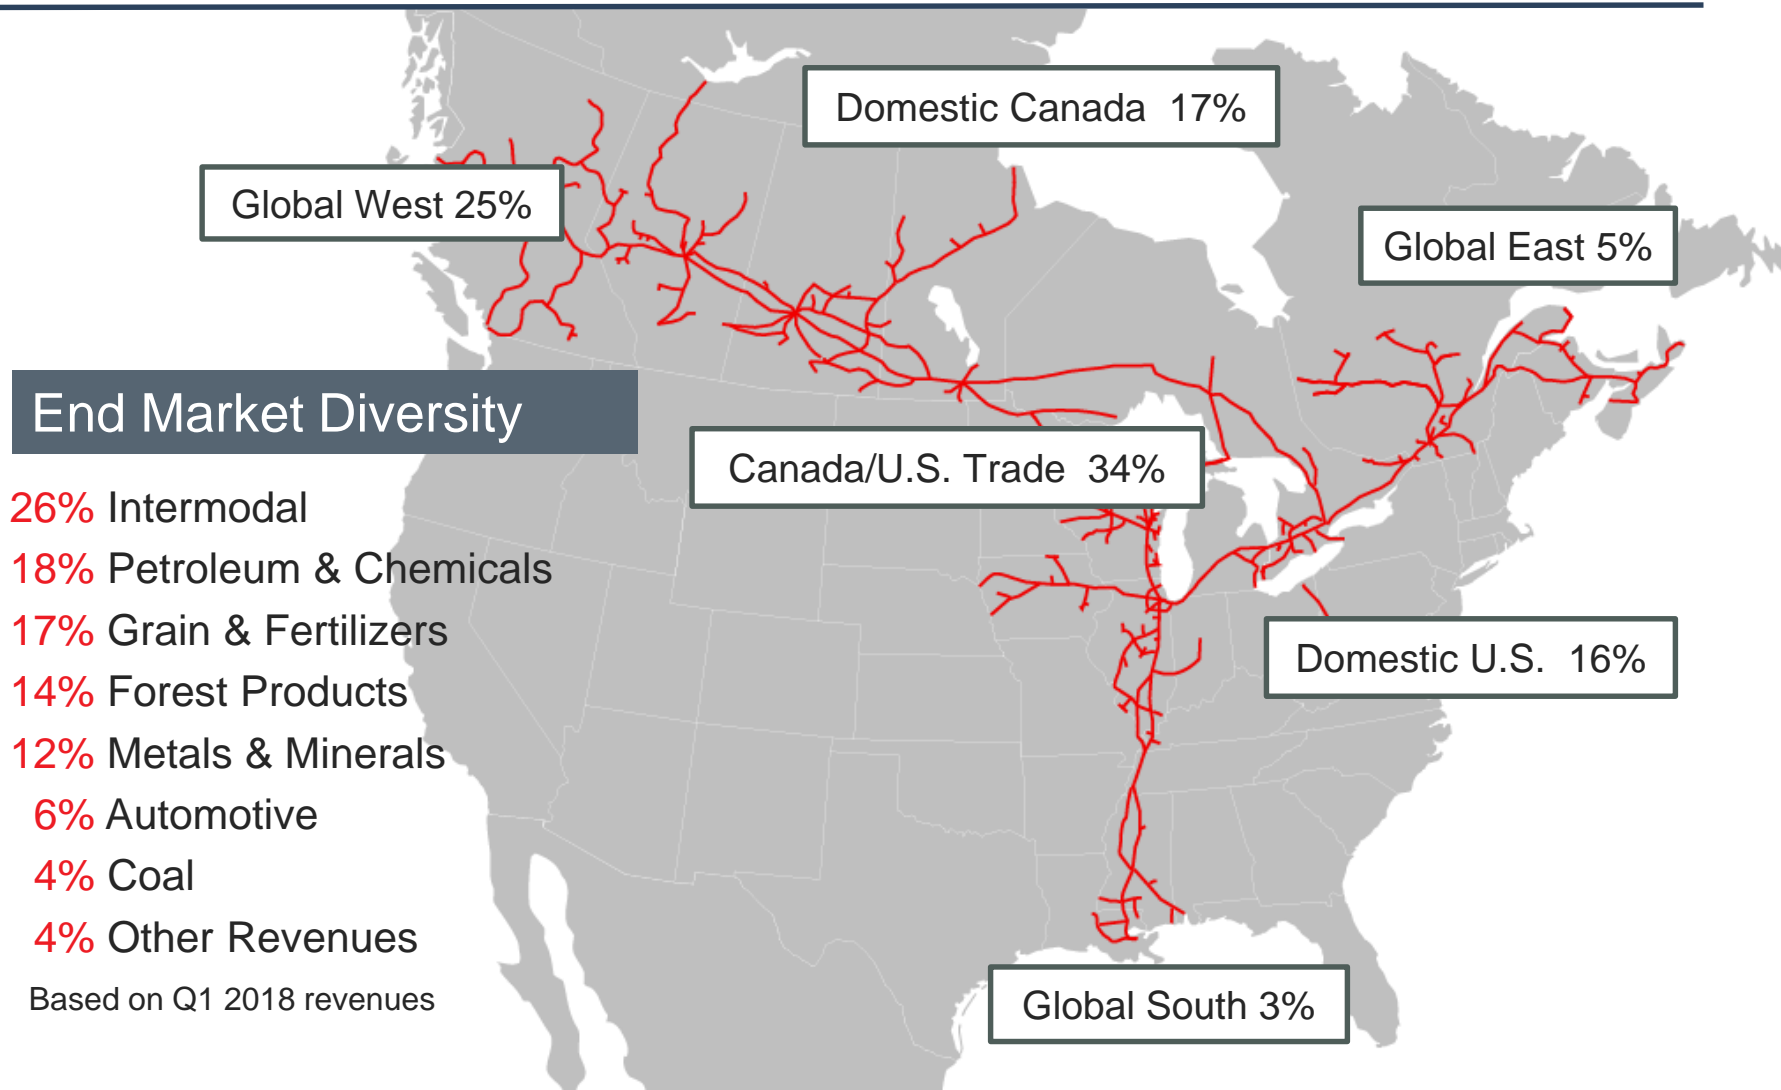 Domestic Canada 17%
Global West 25%
Global East 5%
End Market Diversity
Canada/U.S. Trade 34%
26% Intermodal
18% Petroleum & Chemicals
17% Grain & Fertilizers
Domestic U.S. 16%
14% Forest Products
12% Metals & Minerals
6% Automotive
4% Coal
4% Other Revenues
Based on Q1 2018 revenues
Global South 3%